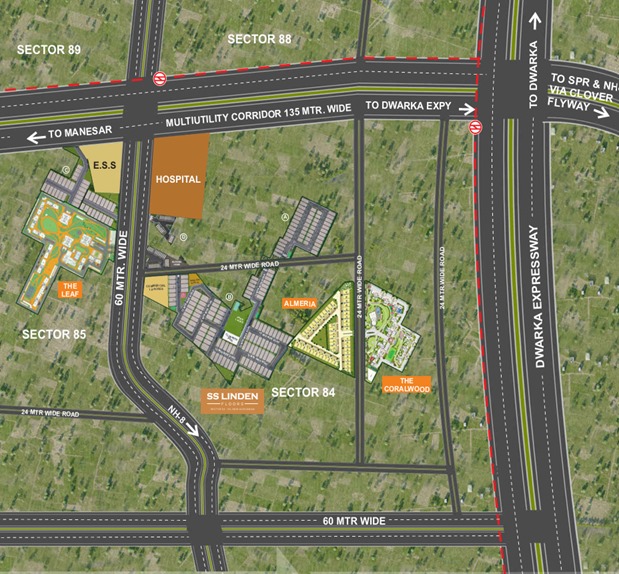 SECTOR 89
SECTOR 88
TO DWARKA
TO SPR & NH-
VIA CLOVER
FLYWAY
TO DWARKA EXPY
MULTIUTILITY CORRIDOR 135 MTR. WIDE
TO MANESAR
E.S.S
HOSPITAL
C
A
D
60 MTR. WIDE
24 MTR WIDE ROAD
24 MTR WIDE ROAD
24 MTR WIDE ROAD
THE
LEAF
B
ALMERIA
SECTOR 85
DWARKA EXPRESSWAY
THE
CORALWOOD
SS LINDEN
FLOORS
SECTOR 84
24 MTR WIDE ROAD
NH-8
60 MTR WIDE